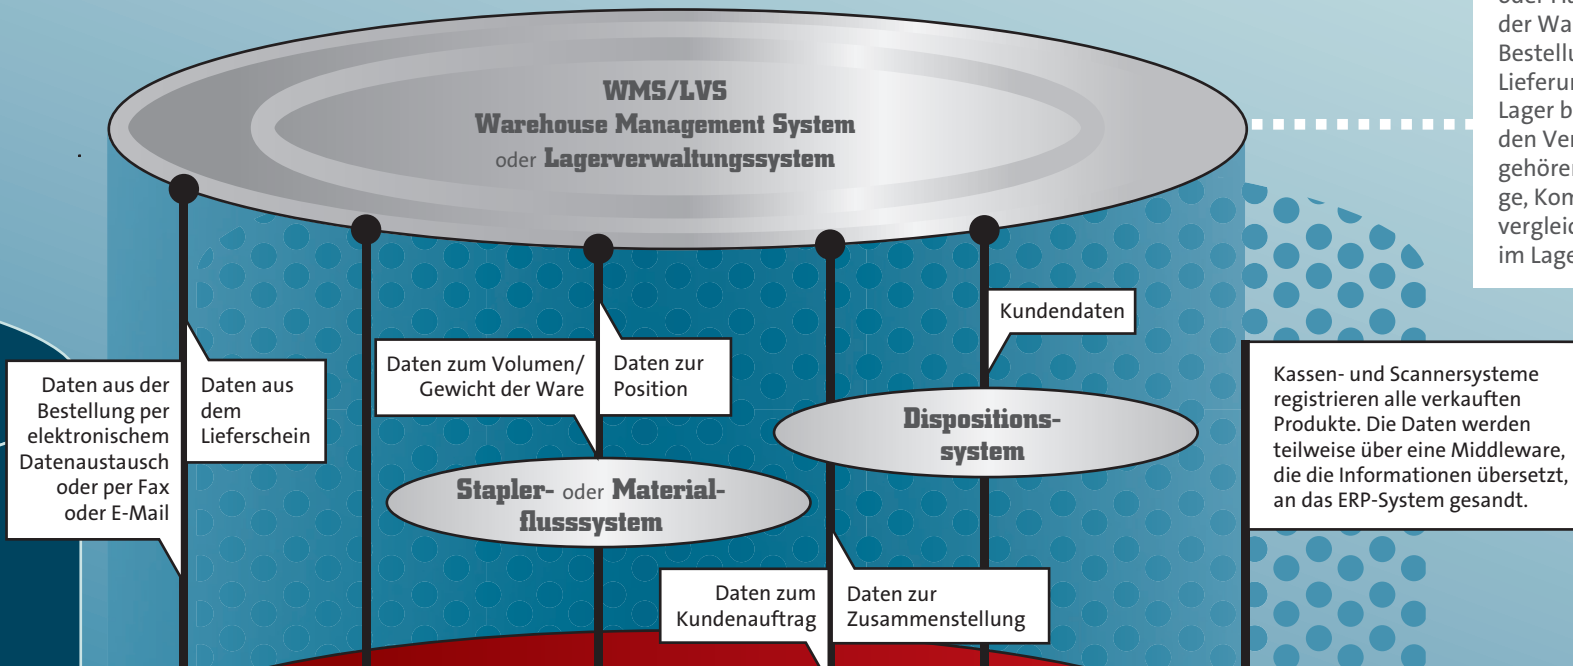 WMS/LVS
Warehouse Management System
oder Lagerverwaltungssystem
der Wa
Bestellu
Lieferun
Lager b
den Ver
gehören
ge, Kom
vergleic
im Lage
Kundendaten
Daten zum Volumen/
Gewicht der Ware
Daten zur
Position
Daten aus der
Bestellung per
elektronischem
Datenaustausch
oder per Fax
oder E-Mail
Daten aus
dem
Lieferschein
Dispositions-
system
Kassen- und Scannersysteme
registrieren alle verkauften
Produkte. Die Daten werden
teilweise über eine Middleware,
die die Informationen übersetzt,
an das ERP-System gesandt.
Stapler- oder Material-
flusssystem
Daten zum
Kundenauftrag
Daten zur
Zusammenstellung